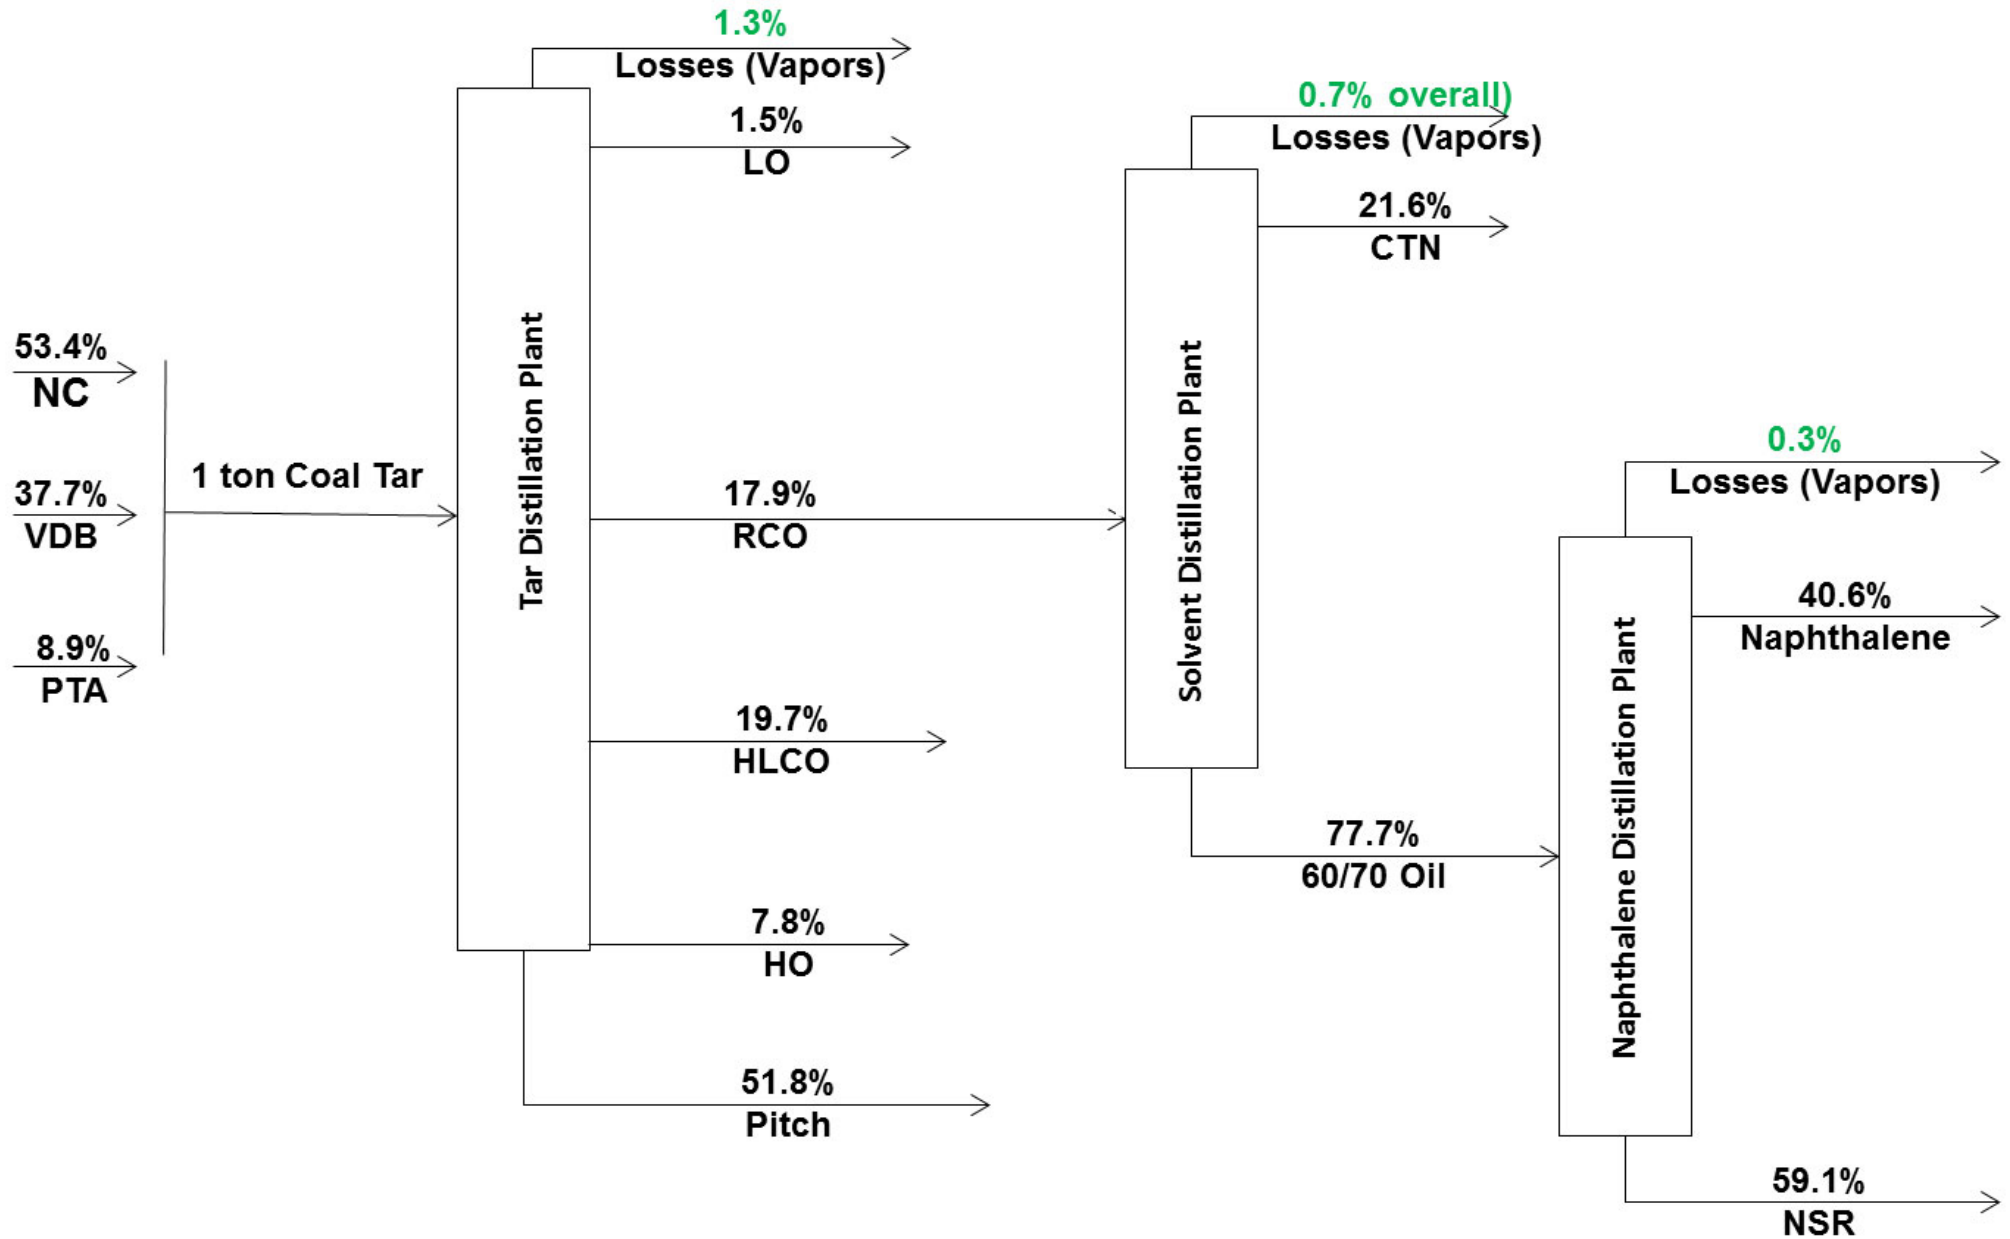 1.3%
Losses (Vapors)
1.5%
LO
0.7% overall)
Losses (Vapors)
21.6%
CTN
53.4%
NC
37.7%
VDB
8.9%
PTA
1 ton Coal Tar
Tar Distillation Plant
17.9%
RCO
Solvent Distillation Plant
0.3%
Losses (Vapors)
40.6%
Naphthalene
19.7%
HLCO
77.7%
60/70 Oil
Naphthalene Distillation Plant
7.8%
HO
51.8%
Pitch
59.1%
NSR